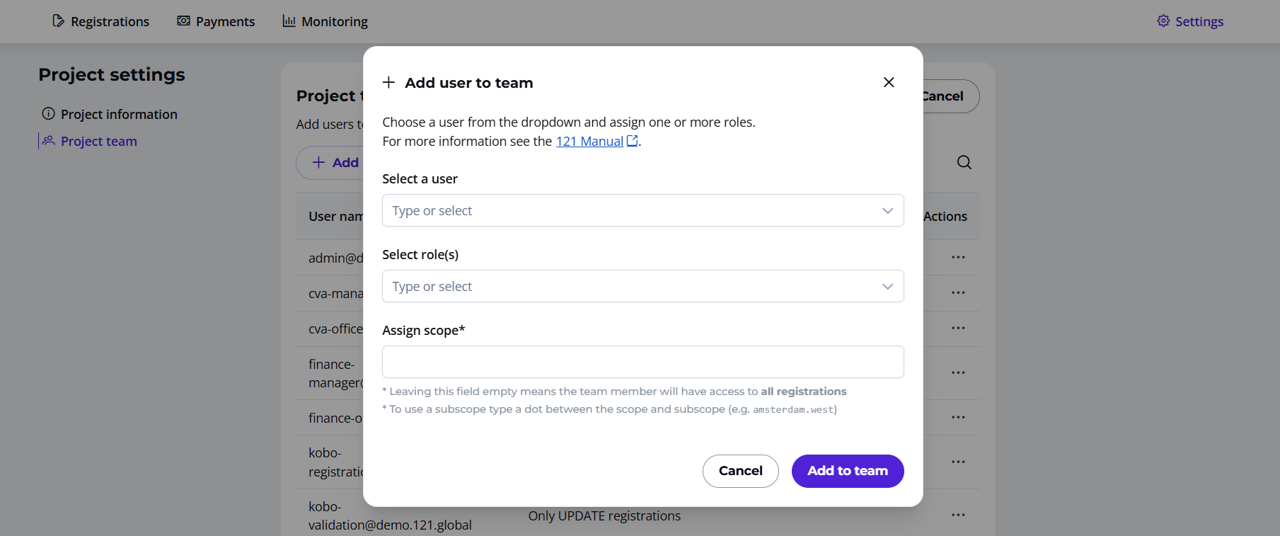 Registrations
Payments
Monitoring
Settings
Project settings
Project information
Project team
Project t
Cancel
Add users to
Add
User nam
Actions
admin@d
cva-mana
cva-office
finance-
manager@
finance-o
kobo-
registratio
kobo-
validation@demo.121.global
Only UPDATE registrations
Add user to team
Choose a user from the dropdown and assign one or more roles.
For more information see the 121 Manual.
Select a user
Type or select
Select role(s)
Type or select
Assign scope*
* Leaving this field empty means the team member will have access to all registrations
* To use a subscope type a dot between the scope and subscope (e.g. amsterdam.west)
Cancel
Add to team